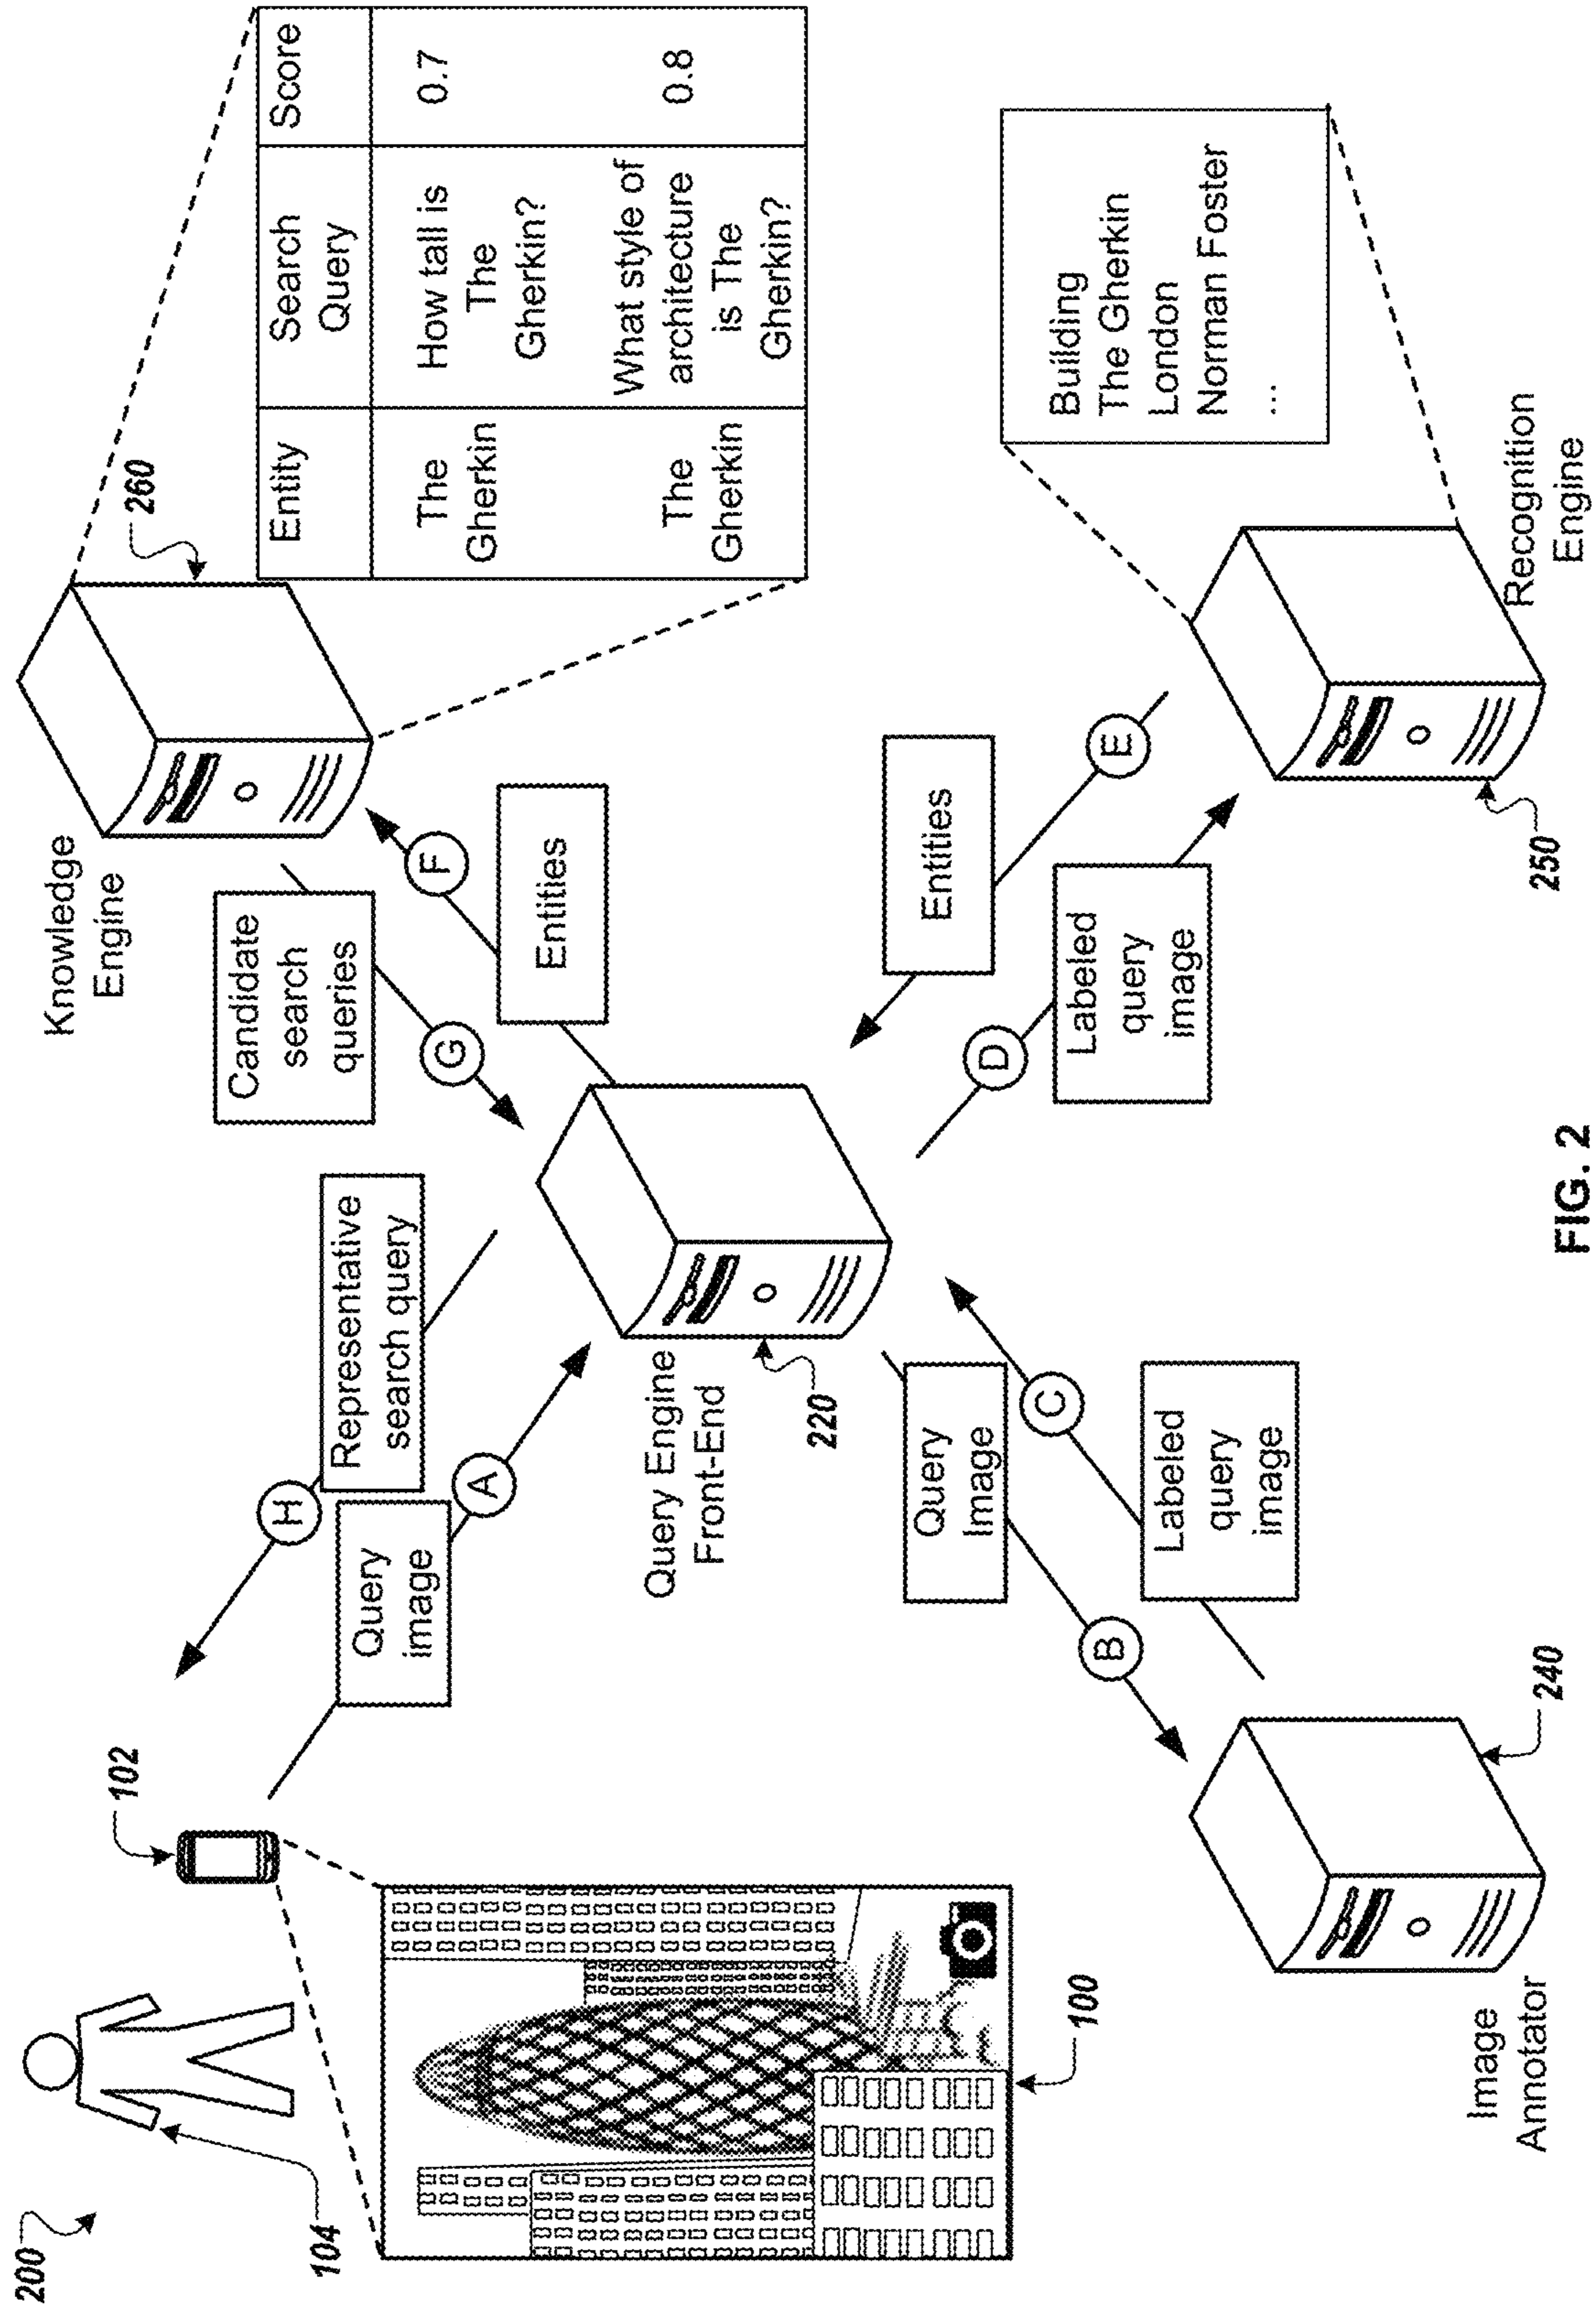 200
104
102
100
H
Representative
search query
Query
image
A
Query Engine
Front-End
220
Knowledge
Engine
260
Candidate
search
queries
G
F
Entities
Entity
Search
Query
Score
The
Gherkin
How tall is
The
Gherkin?
0.7
The
Gherkin
What style of
architecture
is The
Gherkin?
0.8
Query
Image
B
C
Labeled
query
image
Image
Annotator
240
Entities
E
D
Labeled
query
image
250
Recognition
Engine
Building
The Gherkin
London
Norman Foster
...
FIG. 2